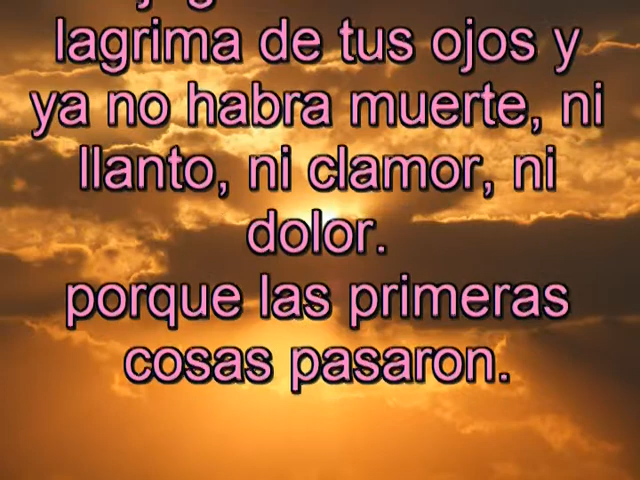 lagrima de tus ojos y
ya no habra muerte, ni
llanto, ni clamor, ni
dolor.
porque las primeras
cosas pasaron.